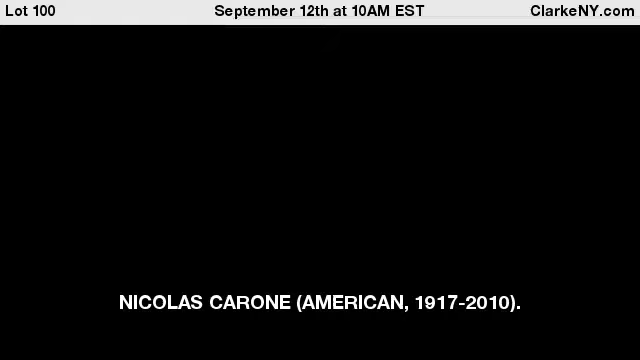 Lot 100 September 12th at 10AM EST ClarkeNY.com
NICOLAS CARONE (AMERICAN, 1917-2010).